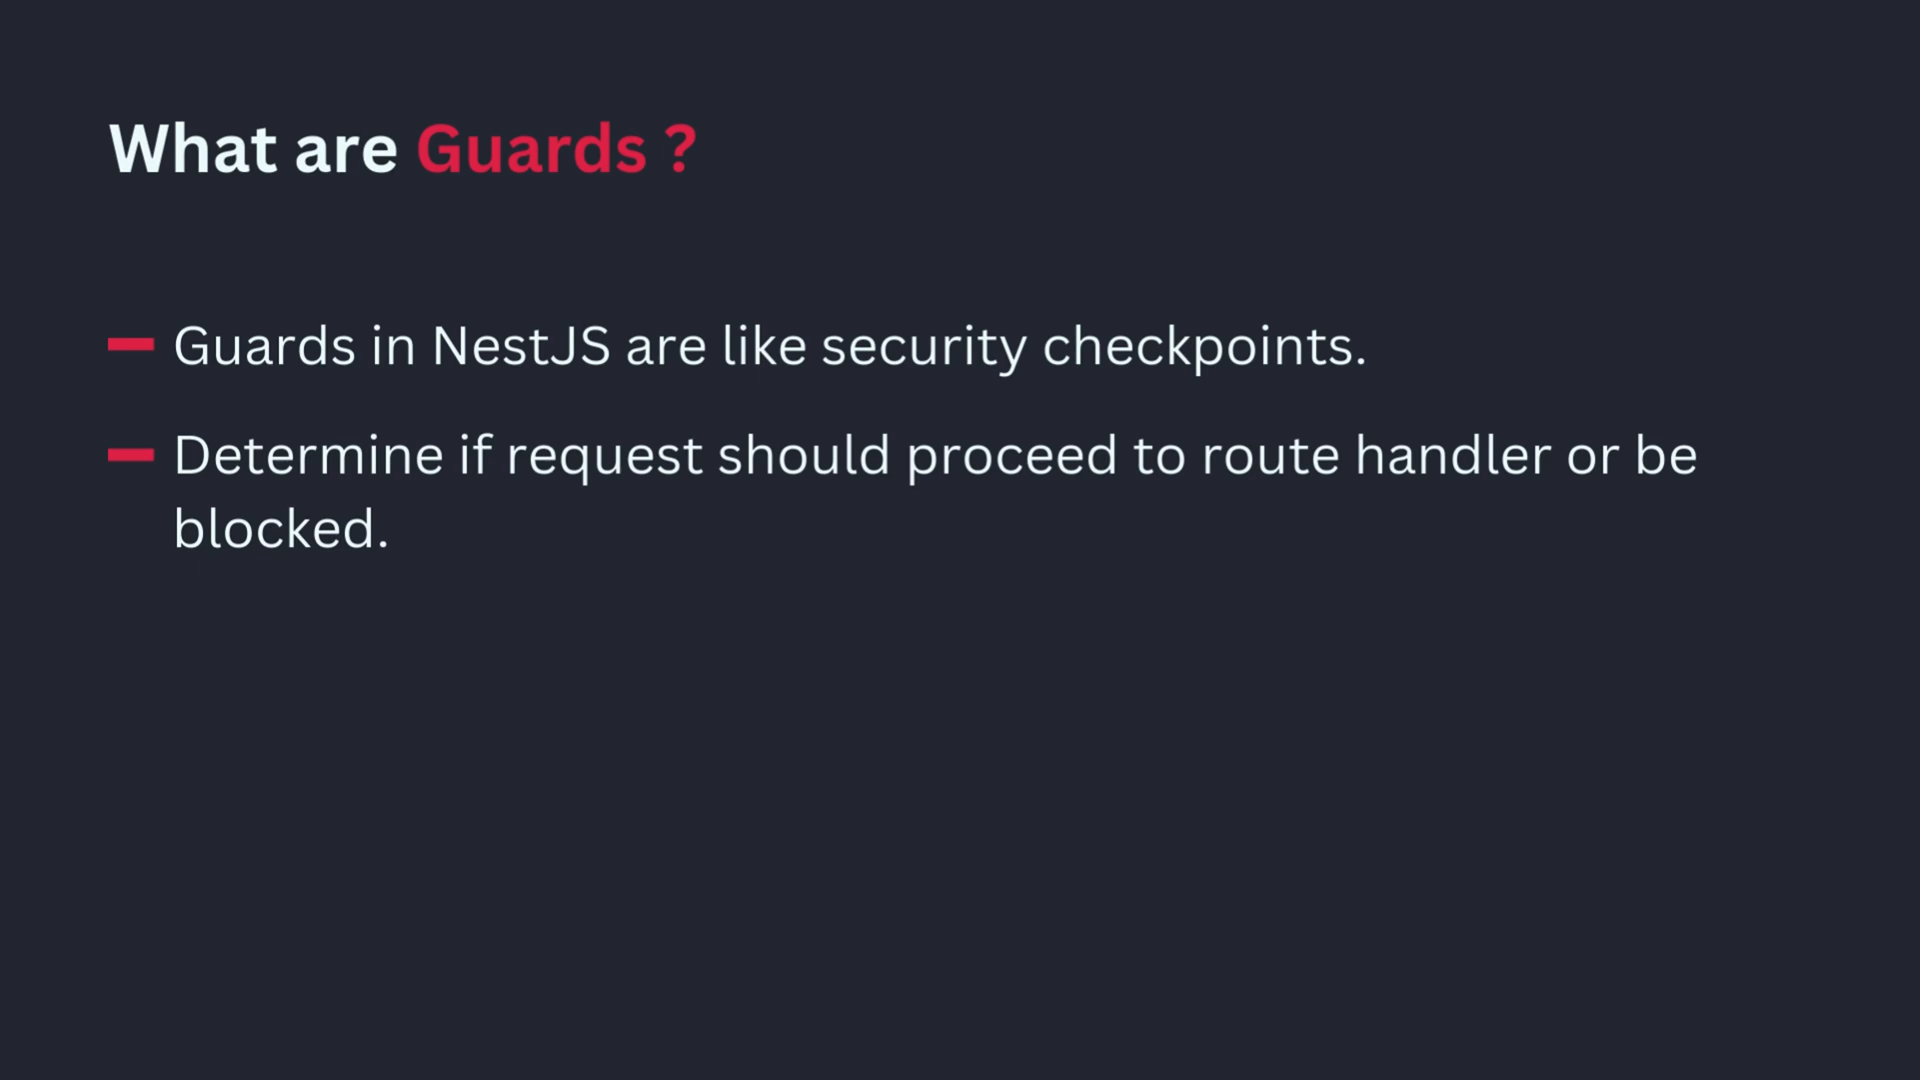 What are Guards ?
Guards in NestJS are like security checkpoints.
Determine if request should proceed to route handler or be
blocked.